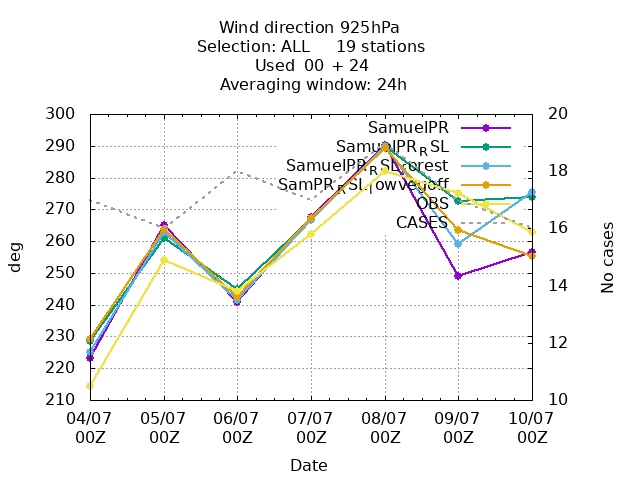 Wind direction 925hPa
Selection: ALL 19 stations
Used 00 + 24
Averaging window: 24h
300
290
280
270
260
250
240
230
220
210
20
18
16
14
12
10
SamuelPR
SamuelPR_RSL
OBS
CASES
deg
No cases
04/07 05/07 06/07 07/07 08/07 09/07 10/07
00Z 00Z 00Z 00Z 00Z 00Z 00Z
Date